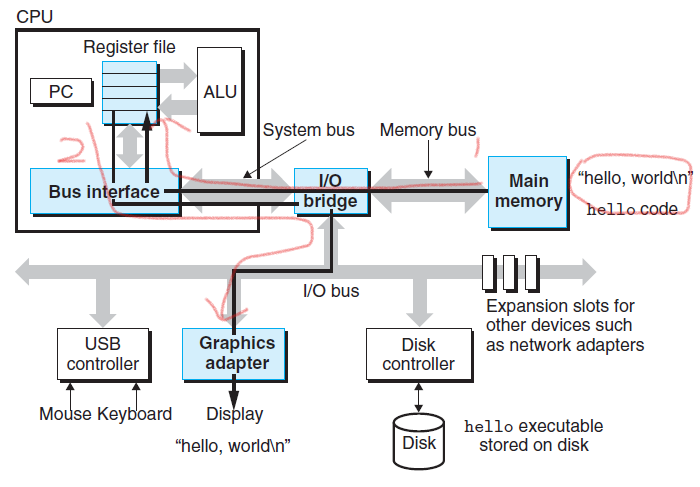 CPU
Register file
PC
ALU
System bus
Memory bus
1
2
Bus interface
I/O
bridge
Main
memory
“hello, world\n”
hello code
I/O bus
Expansion slots for
other devices such
as network adapters
USB
controller
Graphics
adapter
Disk
controller
Mouse Keyboard
Display
“hello, world\n”
Disk
hello executable
stored on disk